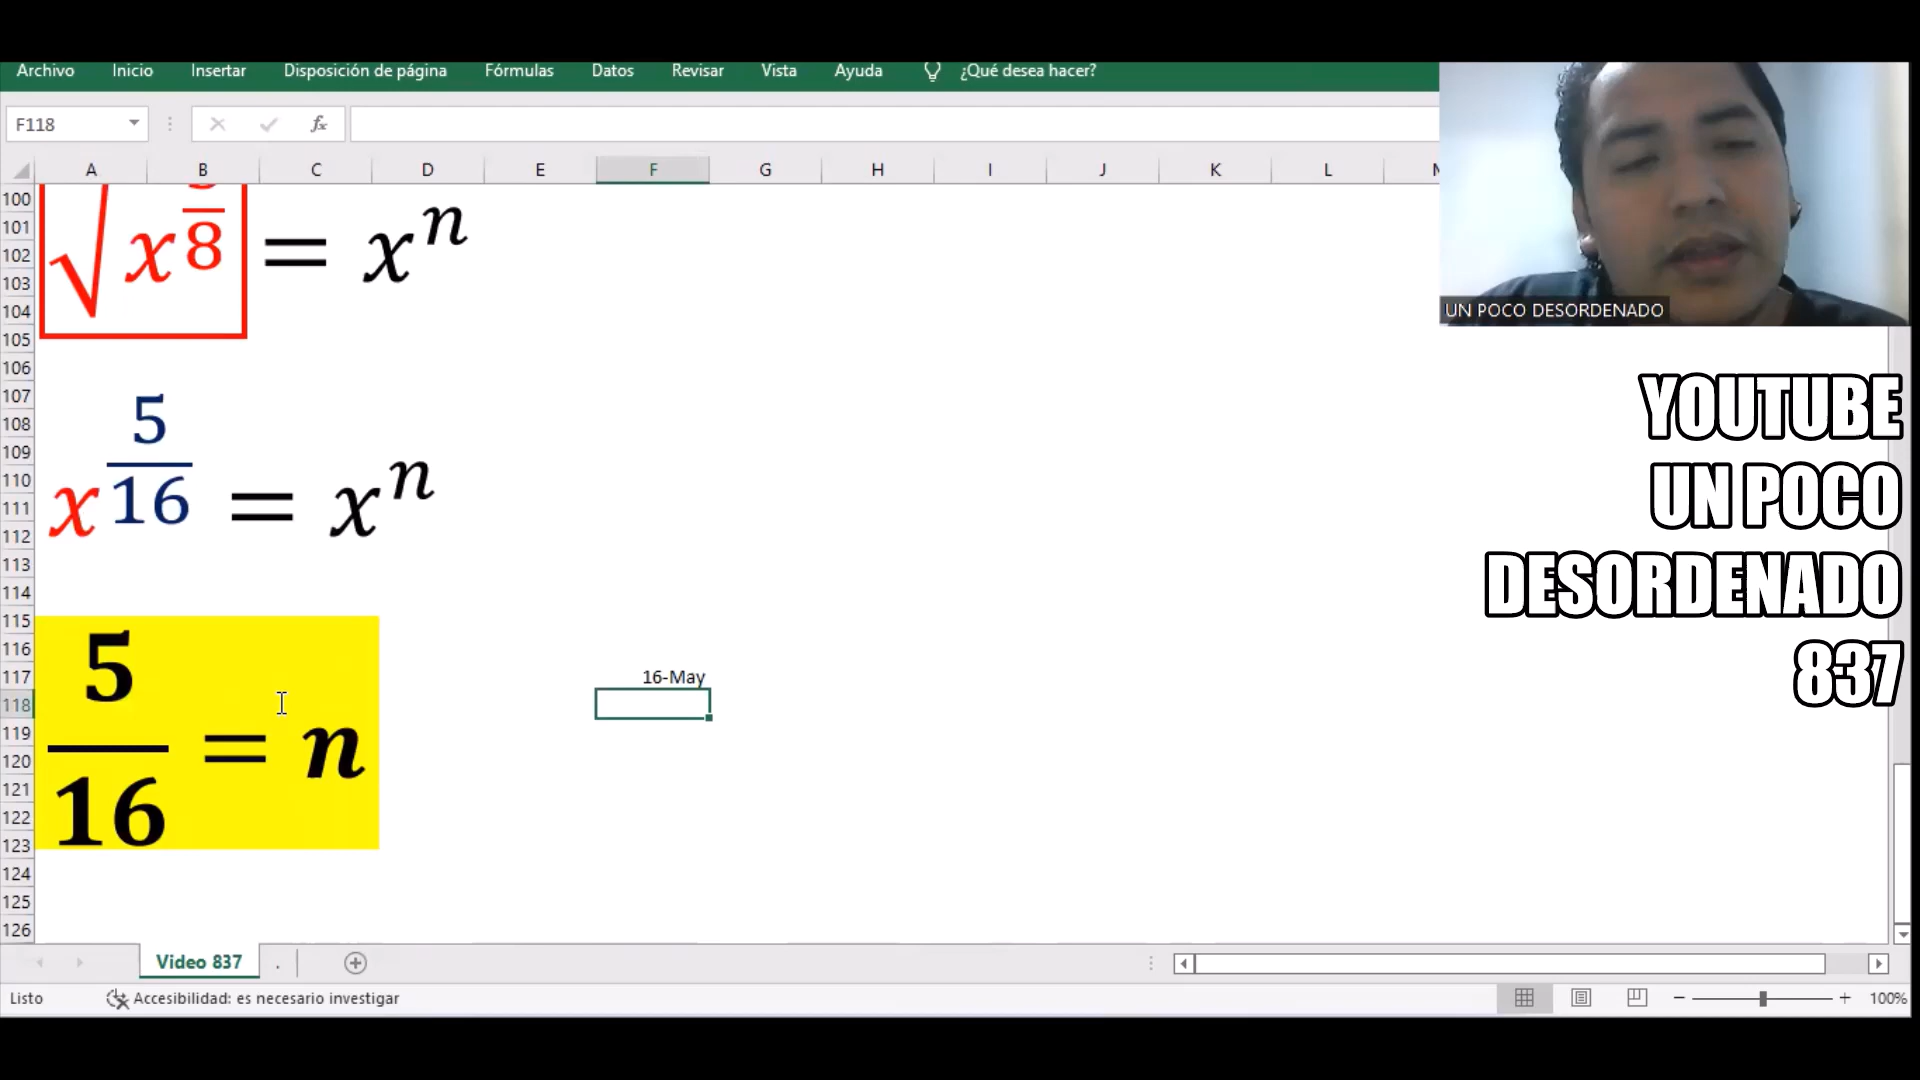 Archivo Inicio Insertar Disposición de página Fórmulas Datos Revisar Vista Ayuda ¿Qué desea hacer?
F118 fx
A B C D E F G H I J K L
100
101
102
103
104
105
106
107
108
109
110
111
112
113
114
115
116
117
118
119
120
121
122
123
124
125
126
√x^(/8) = x^n
x^(5/16) = x^n
5/16 = n
16-May
UN POCO DESORDENADO
YOUTUBE
UN POCO
DESORDENADO
837
Video 837 .
Listo Accesibilidad: es necesario investigar 100%